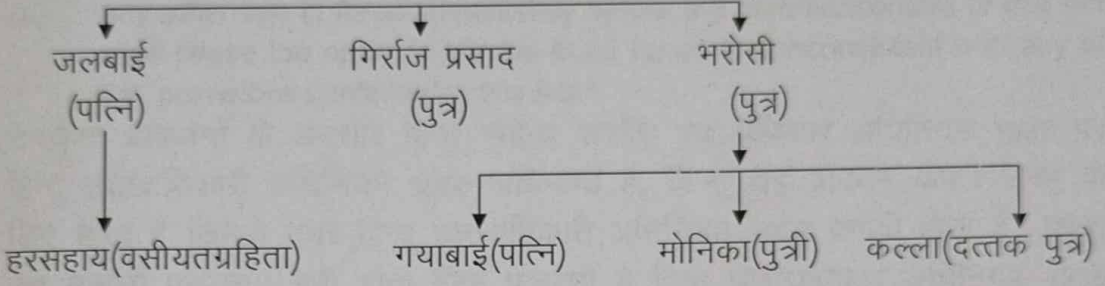 जलबाई गिर्राज प्रसाद भरोसी
(पत्नि) (पुत्र) (पुत्र)
हरसहाय(वसीयतग्रहिता) गयाबाई(पत्नि) मोनिका(पुत्री) कल्ला(दत्तक पुत्र)